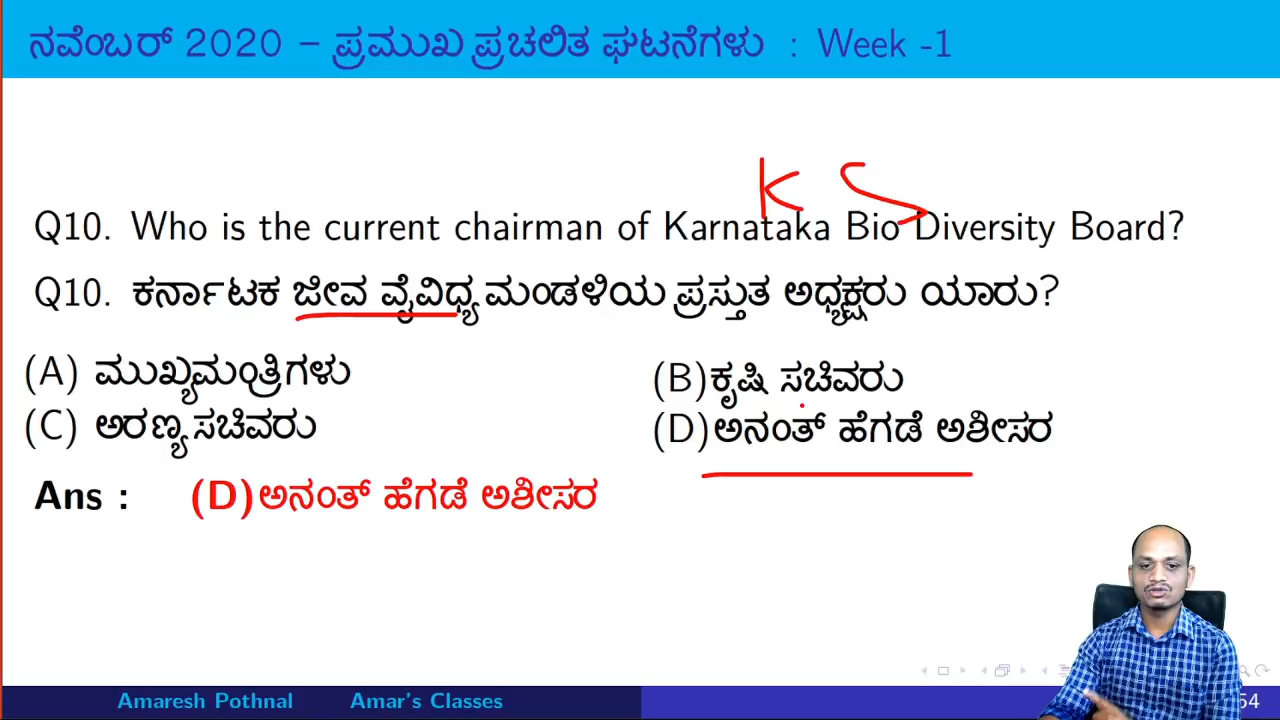 ನವೆಂಬರ್ 2020 – ಪ್ರಮುಖ ಪ್ರಚಲಿತ ಘಟನೆಗಳು : Week -1
K S
Q10. Who is the current chairman of Karnataka Bio Diversity Board?
Q10. ಕರ್ನಾಟಕ ಜೀವ ವೈವಿಧ್ಯ ಮಂಡಳಿಯ ಪ್ರಸ್ತುತ ಅಧ್ಯಕ್ಷರು ಯಾರು?
(A) ಮುಖ್ಯಮಂತ್ರಿಗಳು (B)ಕೃಷಿ ಸಚಿವರು
(C) ಅರಣ್ಯ ಸಚಿವರು (D)ಅನಂತ್ ಹೆಗಡೆ ಅಶೀಸರ
Ans : (D)ಅನಂತ್ ಹೆಗಡೆ ಅಶೀಸರ
Amaresh Pothnal Amar's Classes 54